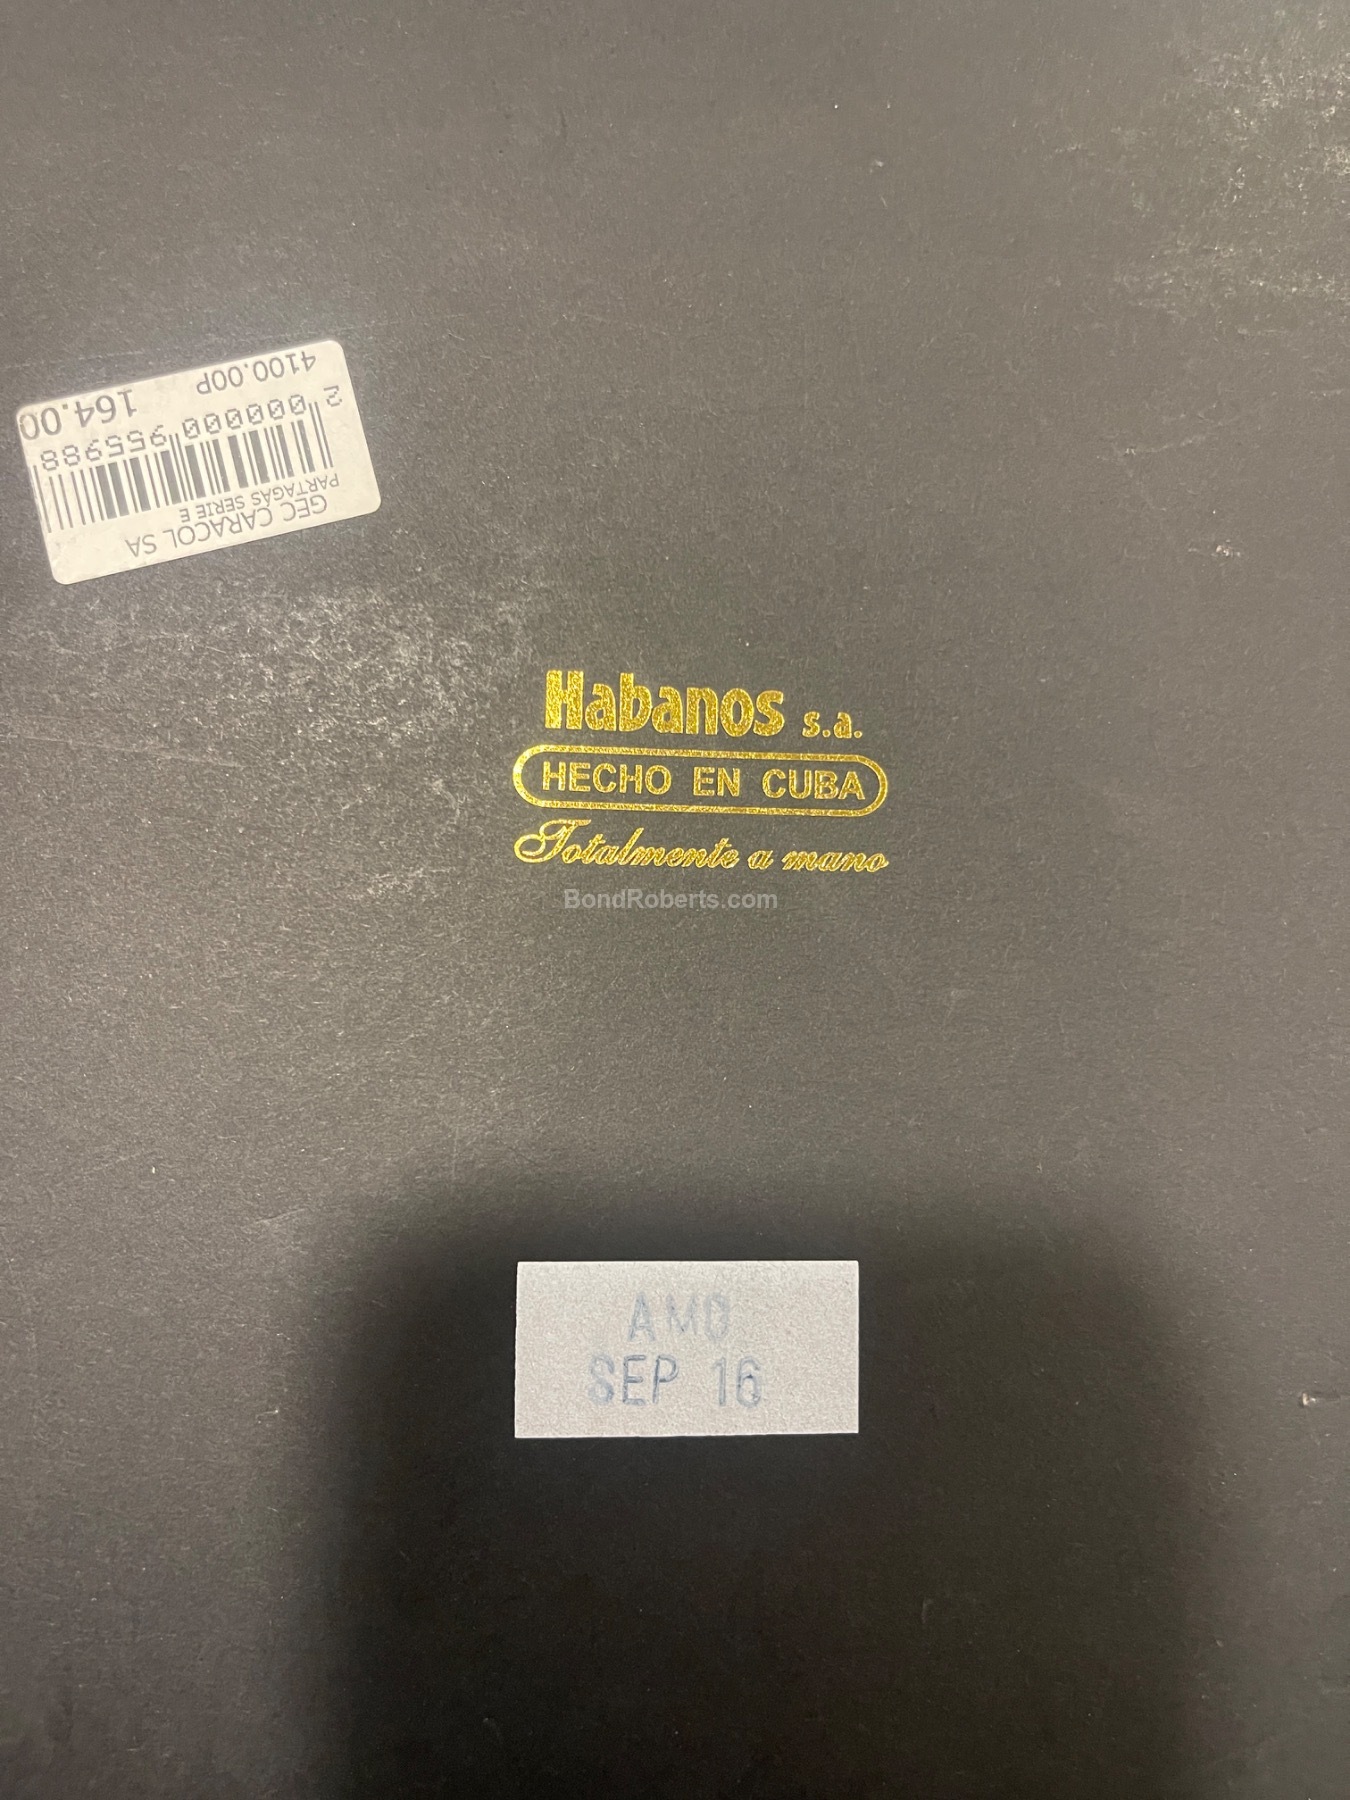 GEC CARACOL SA
PARTAGAS SERIE E
2 000000 955988
164.00
4100.00P
Habanos s.a.
HECHO EN CUBA
Totalmente a mano
BondRoberts.com
AMO
SEP 16